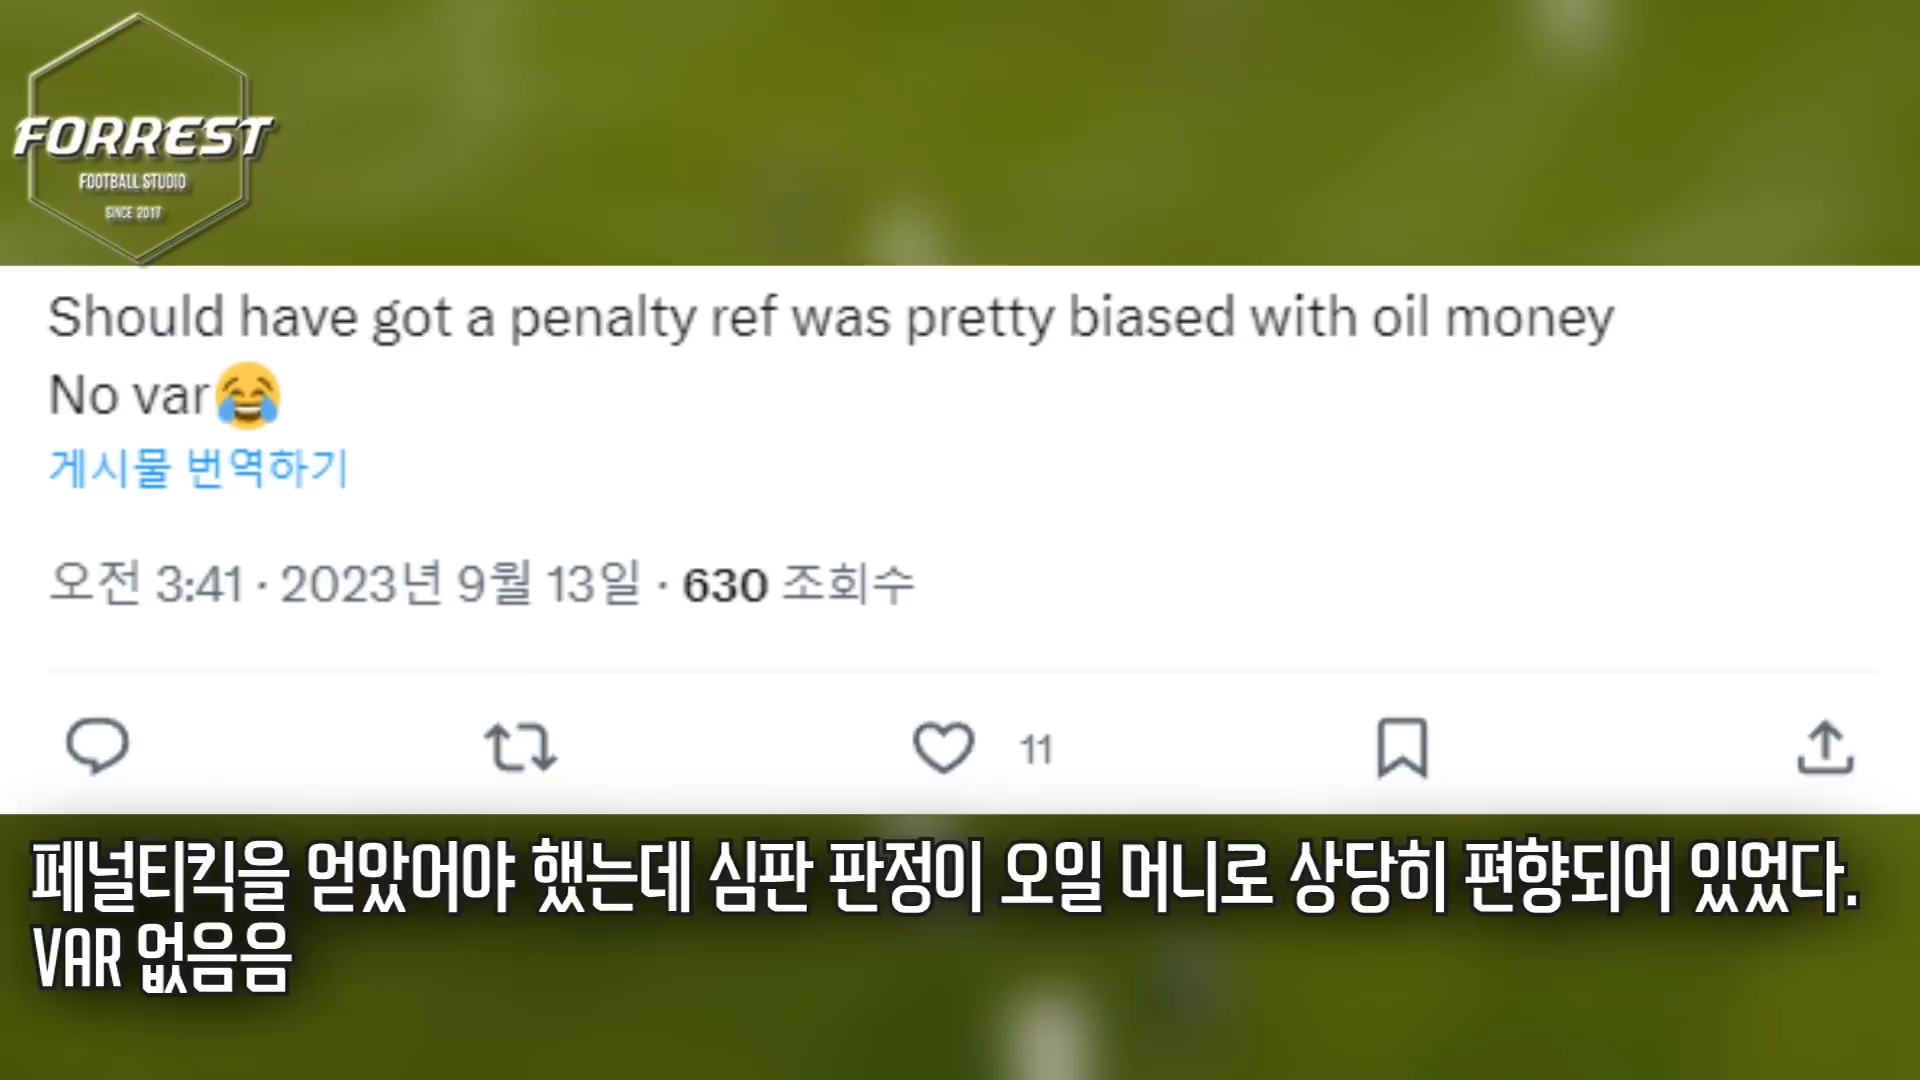 FORREST
FOOTBALL STUDIO
SINCE 2017
Should have got a penalty ref was pretty biased with oil money
No var😂
게시물 번역하기
오전 3:41 · 2023년 9월 13일 · 630 조회수
11
페널티킥을 얻았어야 했는데 심판 판정이 오일 머니로 상당히 편향되어 있었다.
VAR 없음음